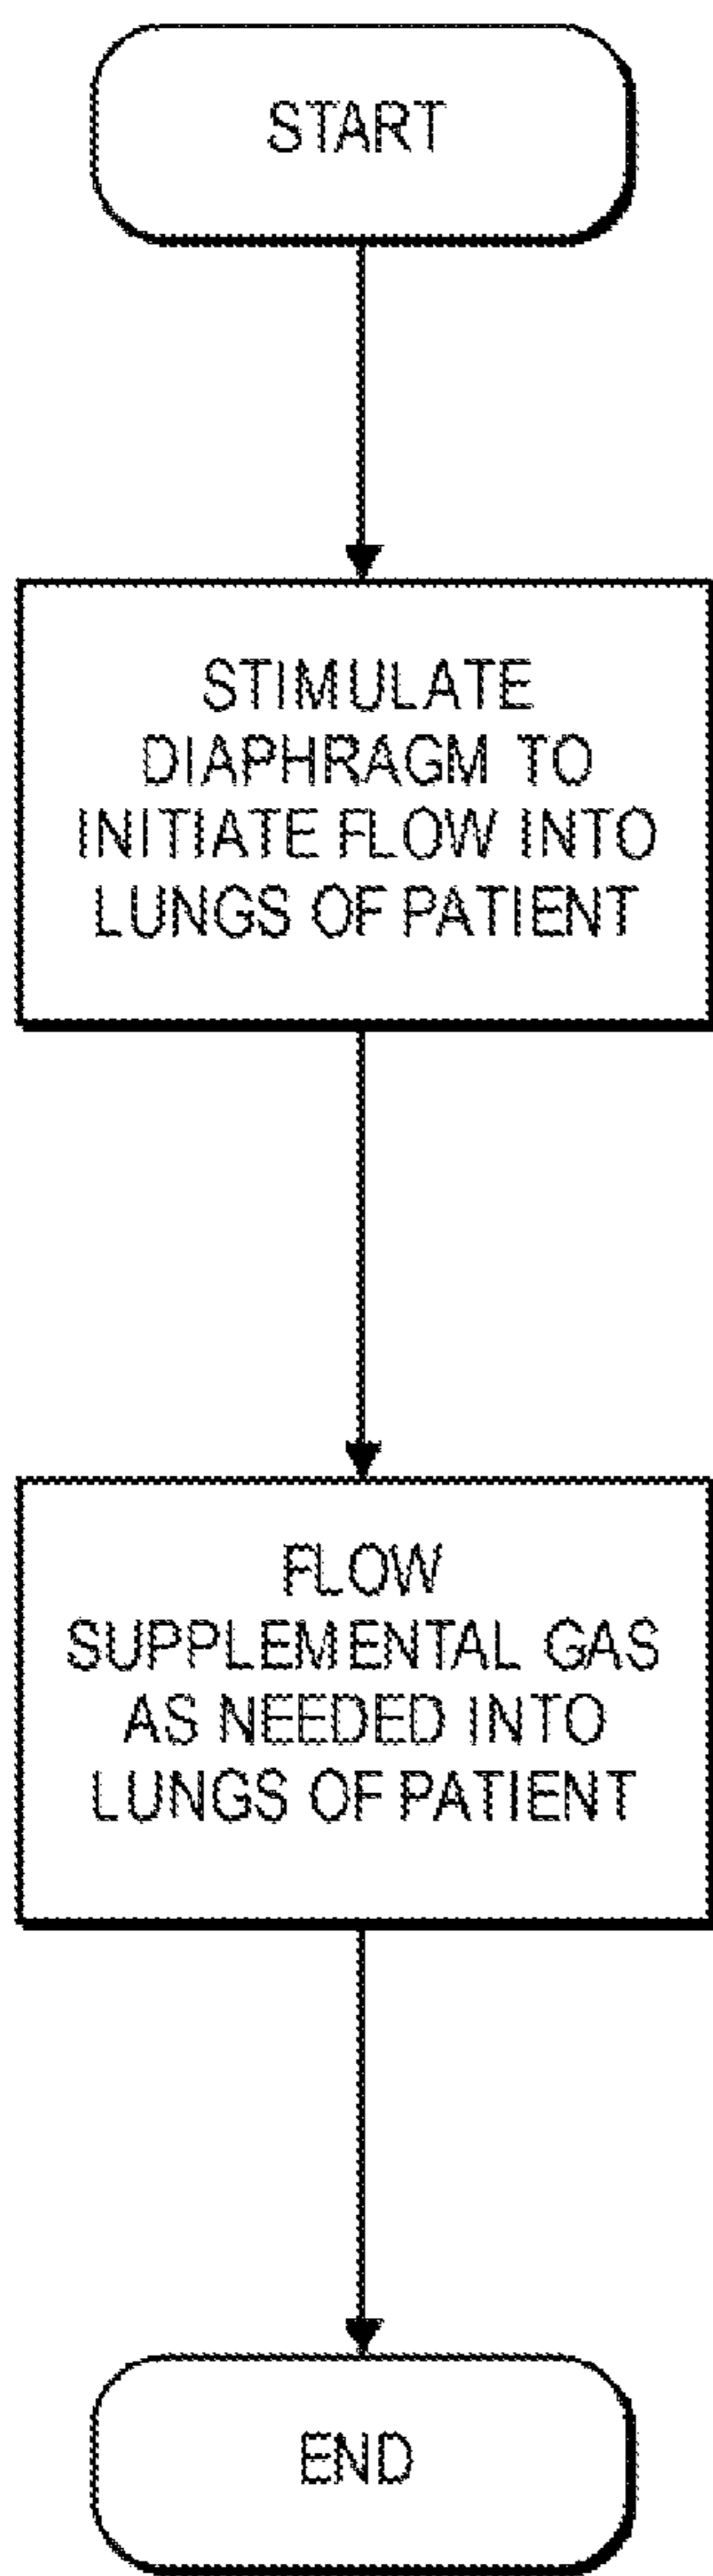 START
STIMULATE
DIAPHRAGM TO
INITIATE FLOW INTO
LUNGS OF PATIENT
FLOW
SUPPLEMENTAL GAS
AS NEEDED INTO
LUNGS OF PATIENT
END